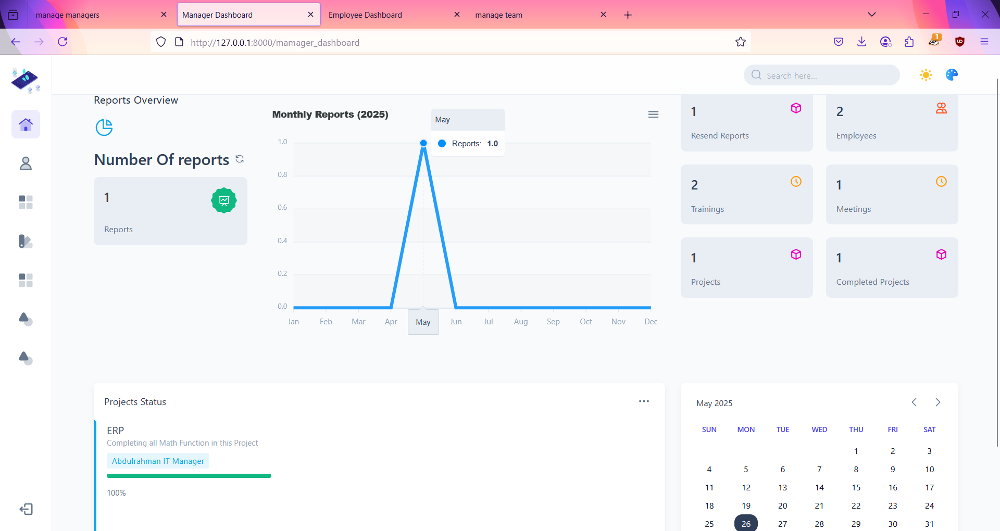 manage managers
Manager Dashboard
Employee Dashboard
manage team
http://127.0.0.1:8000/mamager_dashboard
1
Search here...
Reports Overview
Number Of reports
1
Reports
Monthly Reports (2025)
May
Reports: 1.0
1.0
0.8
0.6
0.4
0.2
0.0
Jan Feb Mar Apr May Jun Jul Aug Sep Oct Nov Dec
1
Resend Reports
2
Employees
2
Trainings
1
Meetings
1
Projects
1
Completed Projects
Projects Status
ERP
Completing all Math Function in this Project
Abdulrahman IT Manager
100%
May 2025
SUN MON TUE WED THU FRI SAT
1 2 3
4 5 6 7 8 9 10
11 12 13 14 15 16 17
18 19 20 21 22 23 24
25 26 27 28 29 30 31